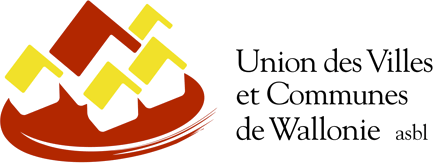 Union des Villes
et Communes
de Wallonie asbl